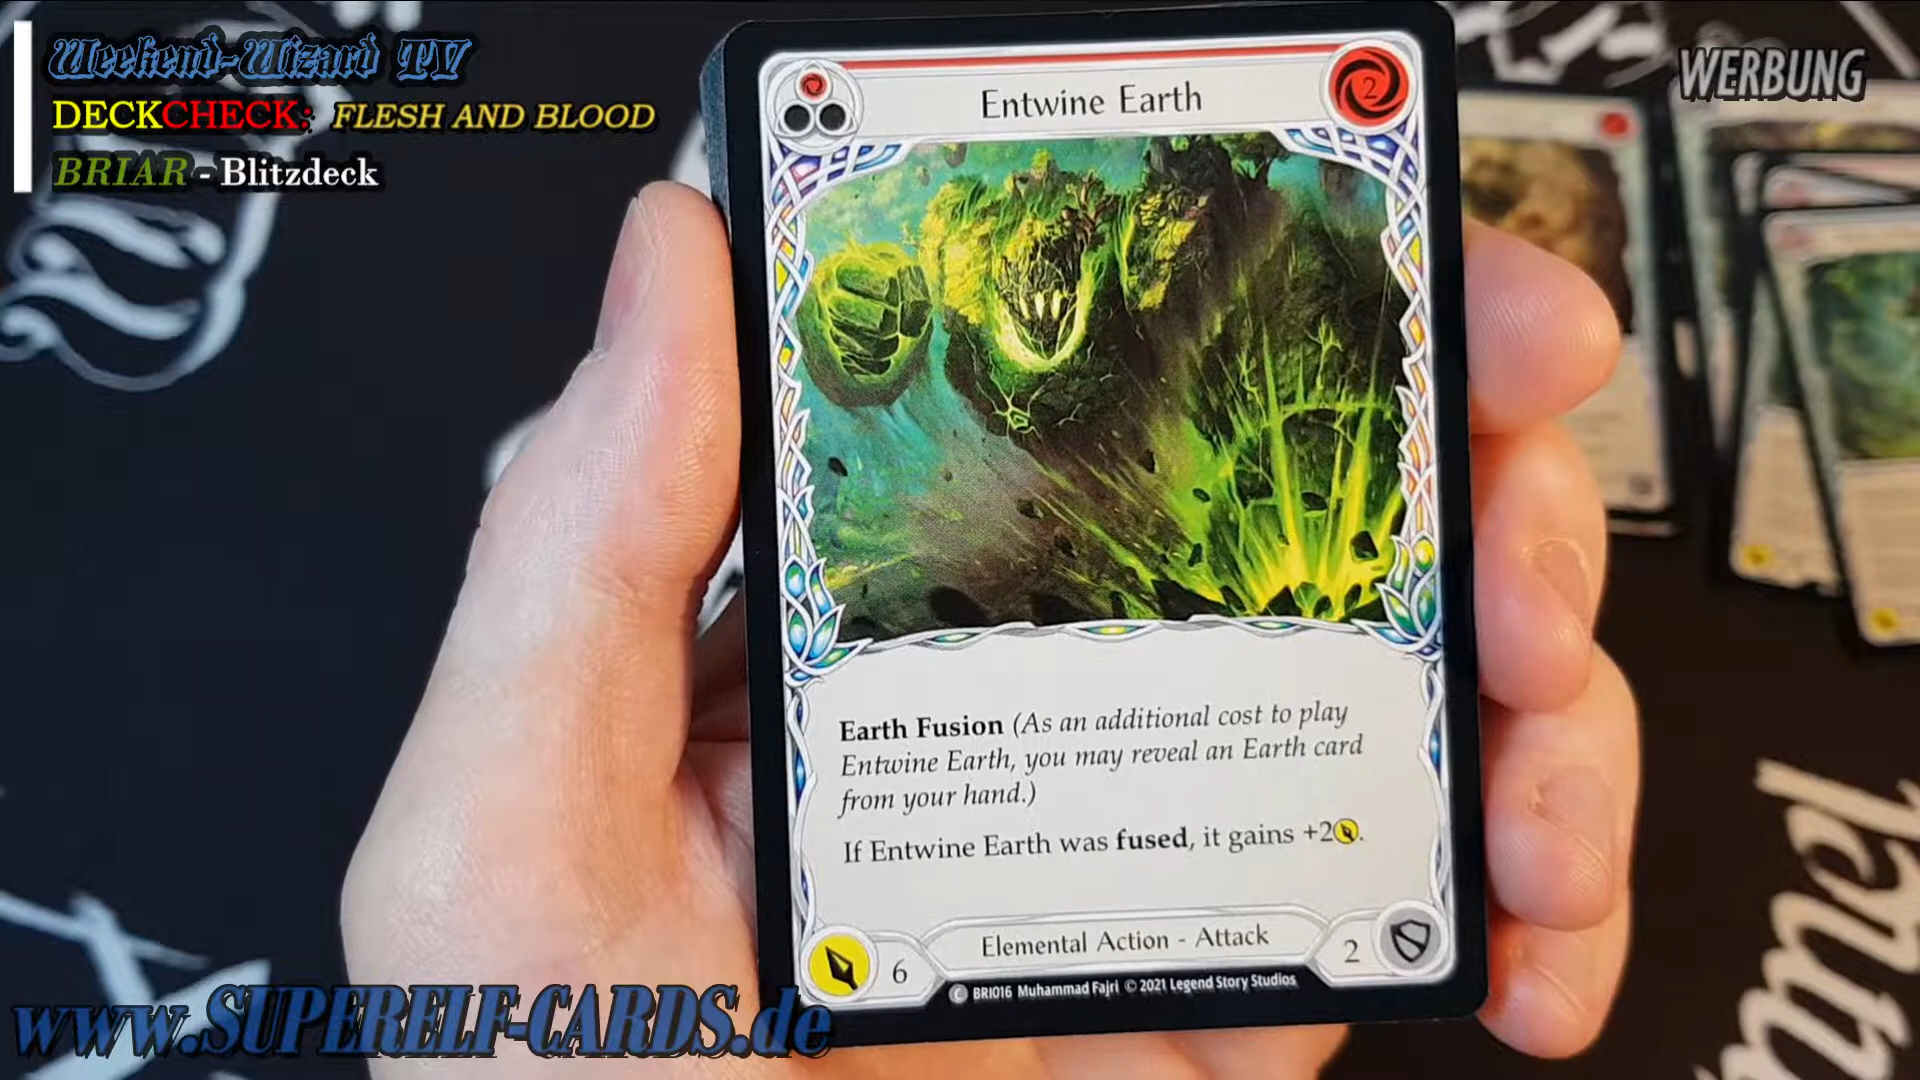 Weekend-Wizard TV
DECKCHECK: FLESH AND BLOOD
BRIAR - Blitzdeck
WERBUNG
Entwine Earth
2
Earth Fusion (As an additional cost to play
Entwine Earth, you may reveal an Earth card
from your hand.)
If Entwine Earth was fused, it gains +2.
6
Elemental Action - Attack
2
C BRI016 Muhammad Fajri © 2021 Legend Story Studios
www.SUPERELF-CARDS.de